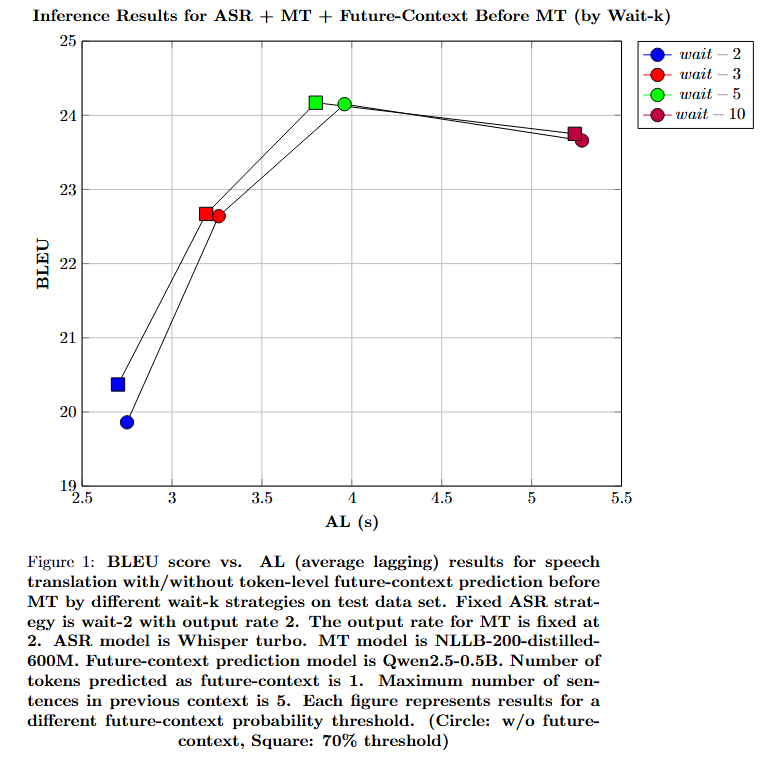 Inference Results for ASR + MT + Future-Context Before MT (by Wait-k)
25
24
23
22
21
20
19
BLEU
2.5 3 3.5 4 4.5 5 5.5
AL (s)
wait − 2
wait − 3
wait − 5
wait − 10
Figure 1: BLEU score vs. AL (average lagging) results for speech
translation with/without token-level future-context prediction before
MT by different wait-k strategies on test data set. Fixed ASR strat-
egy is wait-2 with output rate 2. The output rate for MT is fixed at
2. ASR model is Whisper turbo. MT model is NLLB-200-distilled-
600M. Future-context prediction model is Qwen2.5-0.5B. Number of
tokens predicted as future-context is 1. Maximum number of sen-
tences in previous context is 5. Each figure represents results for a
different future-context probability threshold. (Circle: w/o future-
context, Square: 70% threshold)